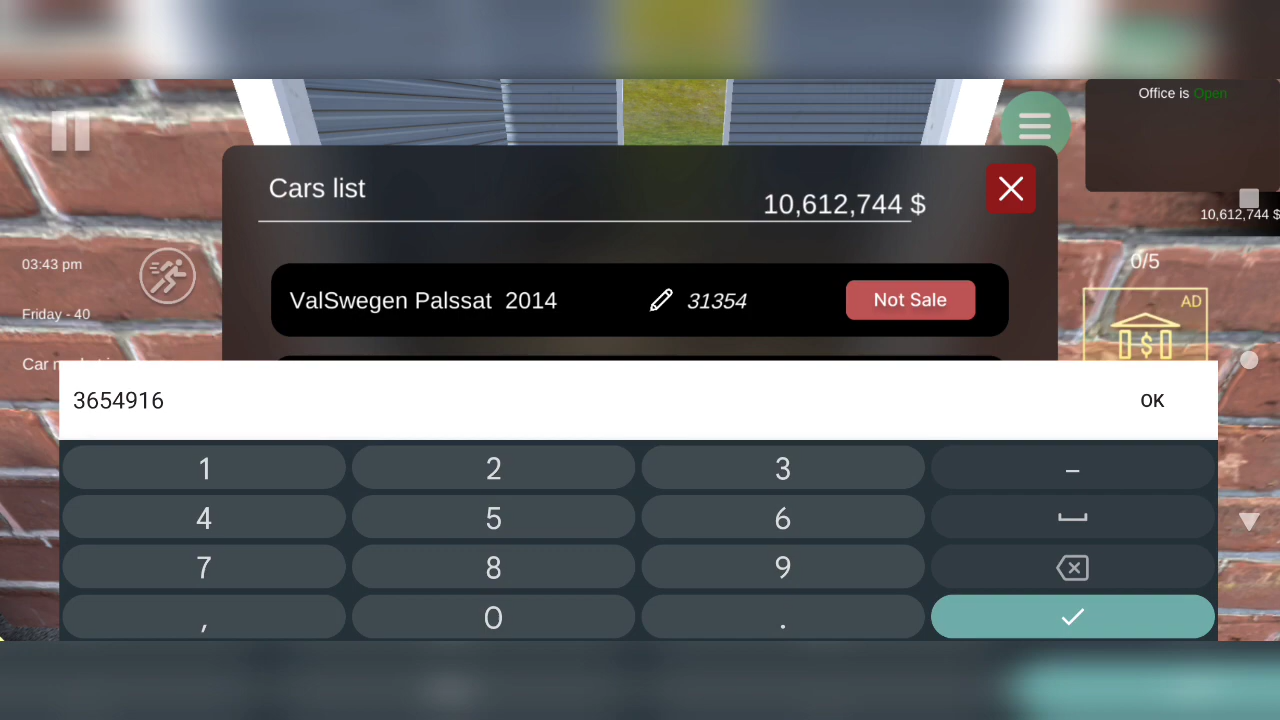 Office is Open
Cars list
10,612,744 $
10,612,744 $
03:43 pm
0/5
ValSwegen Palssat 2014
31354
Not Sale
AD
$
Friday - 40
Car
3654916
OK
1 2 3 –
4 5 6
7 8 9
, 0 .